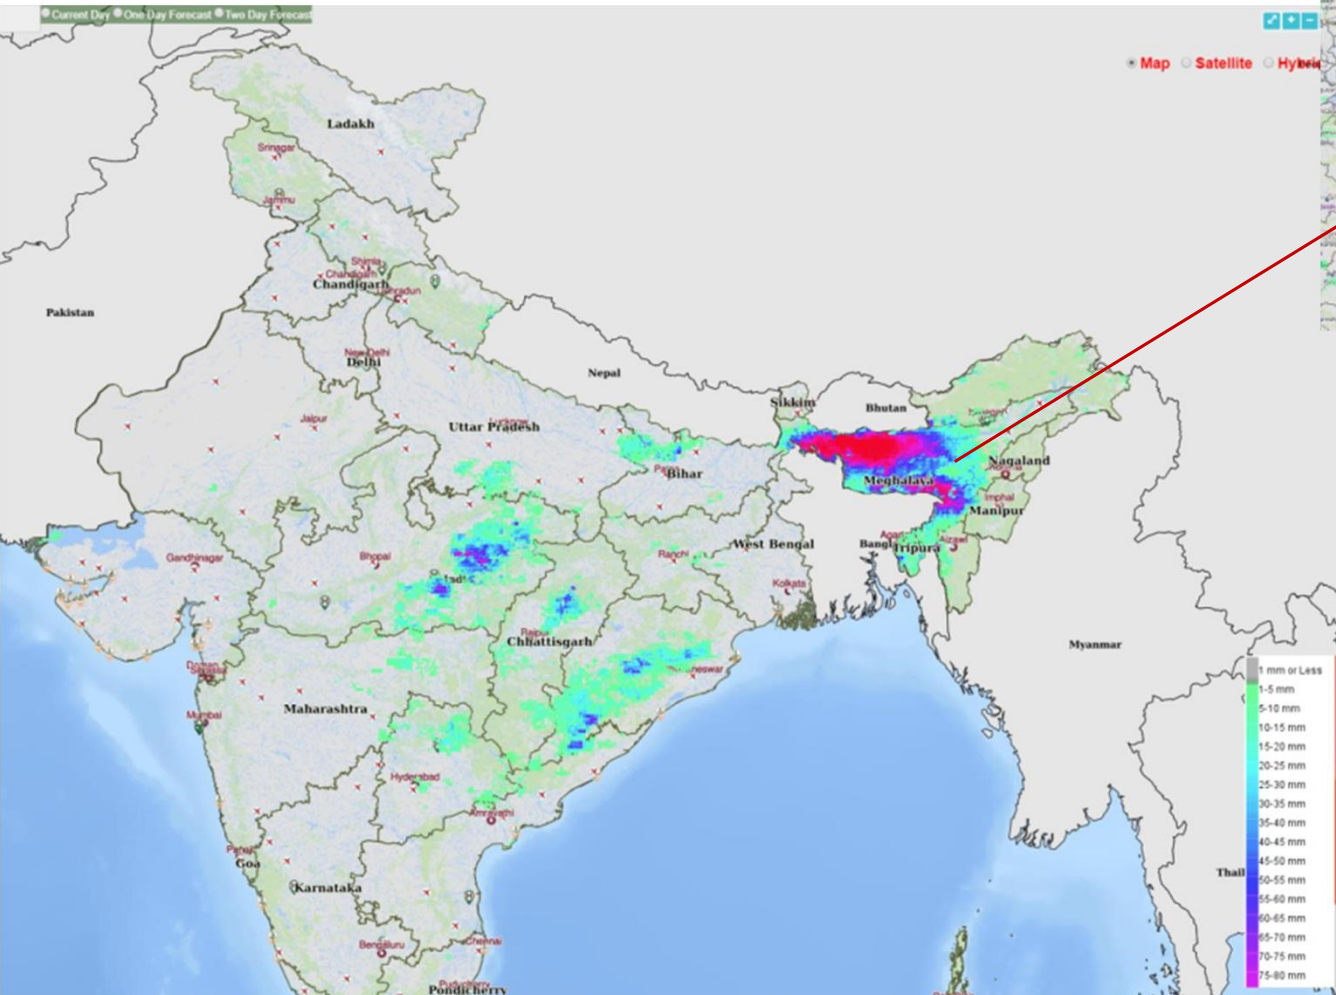 Current Day One Day Forecast Two Day Forecast
Map Satellite
Ladakh
Srinagar
Jammu
Shimla
Chandigarh
Chandigarh
Pakistan
New Delhi
Delhi
Nepal
Sikkim
Bhutan
Jaipur
Lucknow
Uttar Pradesh
Nagaland
Bihar
Meghalaya
Imphal
Manipur
West Bengal
Tripura
Aizawl
Gandhinagar
Bhopal
Ranchi
Kolkata
Raipur
Chhattisgarh
Myanmar
neswar
Daman
Maharashtra
Mumbai
Hyderabad
Amravathi
Goa
Karnataka
Bengaluru
Chennai
Puducherry
Pondicherry
Thail
1 mm or Less
1-5 mm
5-10 mm
10-15 mm
15-20 mm
20-25 mm
25-30 mm
30-35 mm
35-40 mm
40-45 mm
45-50 mm
50-55 mm
55-60 mm
60-65 mm
65-70 mm
70-75 mm
75-80 mm